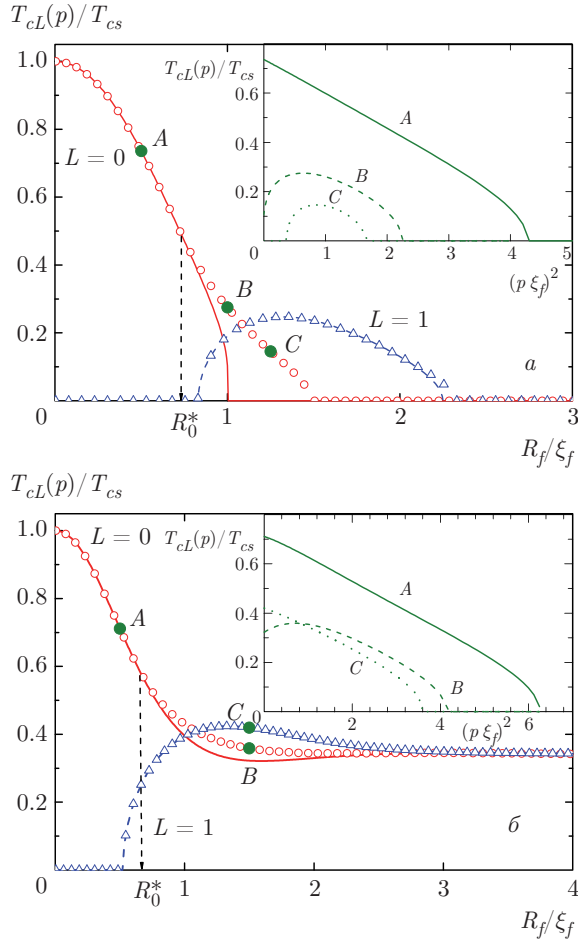 T_{cL}(p)/T_{cs}
1.0
0.8
0.6
0.4
0.2
0
L = 0
A
B
C
L = 1
а
R_0^*
1
2
3
R_f/ξ_f
T_{cL}(p)/T_{cs}
0.6
0.4
0.2
0
A
B
C
1
2
3
4
5
(p ξ_f)^2
T_{cL}(p)/T_{cs}
1.0
0.8
0.6
0.4
0.2
0
L = 0
A
C
B
L = 1
б
R_0^*
1
2
3
4
R_f/ξ_f
T_{cL}(p)/T_{cs}
0.6
0.4
0.2
0
A
C
B
2
4
6
(p ξ_f)^2